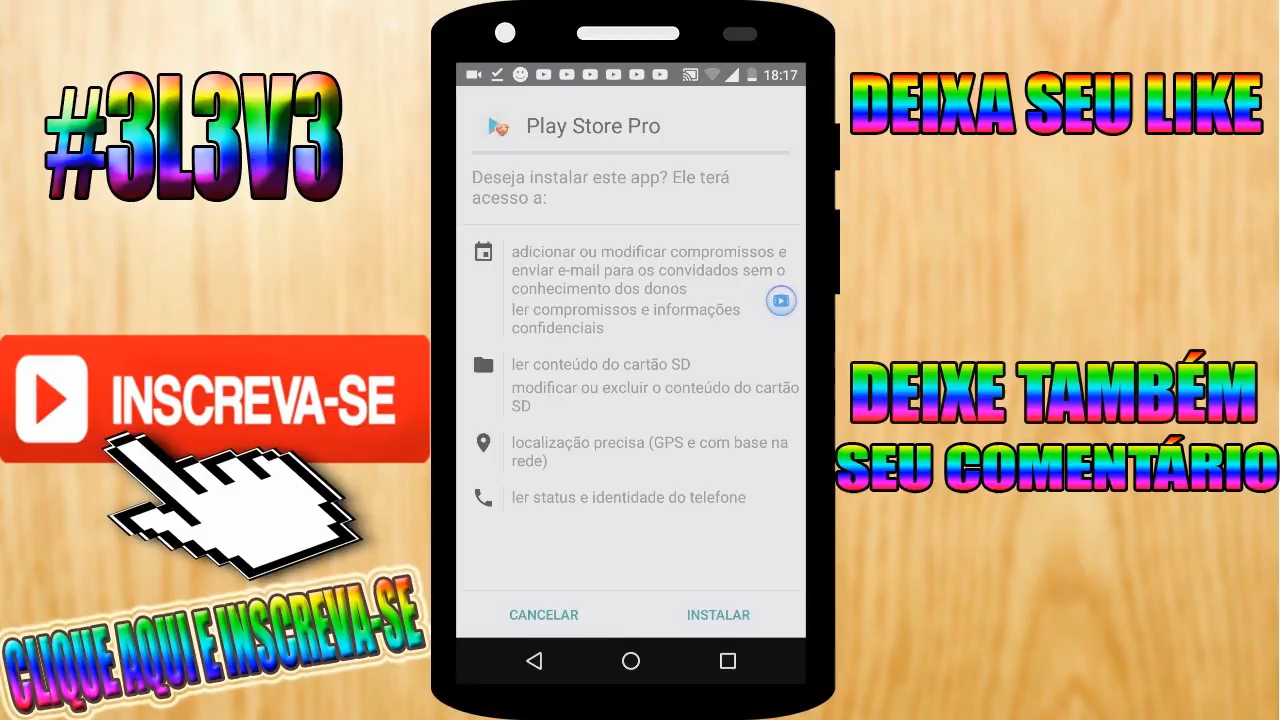 #3L3V3
INSCREVA-SE
CLIQUE AQUI E INSCREVA-SE
18:17
Play Store Pro
Deseja instalar este app? Ele terá
acesso a:
adicionar ou modificar compromissos e
enviar e-mail para os convidados sem o
conhecimento dos donos
ler compromissos e informações
confidenciais
ler conteúdo do cartão SD
modificar ou excluir o conteúdo do cartão
SD
localização precisa (GPS e com base na
rede)
ler status e identidade do telefone
CANCELAR
INSTALAR
DEIXA SEU LIKE
DEIXE TAMBÉM
SEU COMENTÁRIO